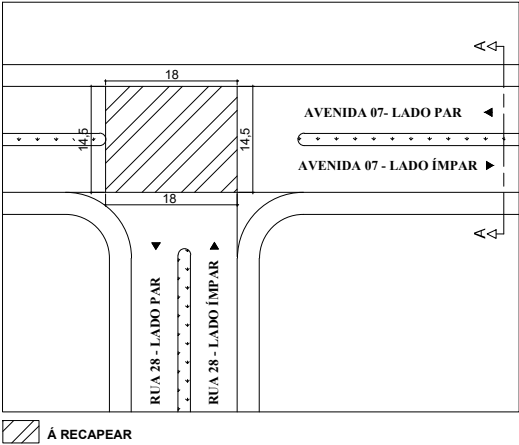 A
18
AVENIDA 07- LADO PAR
14,5
14,5
AVENIDA 07 - LADO ÍMPAR
18
A
RUA 28 - LADO PAR
RUA 28 - LADO ÍMPAR
Á RECAPEAR